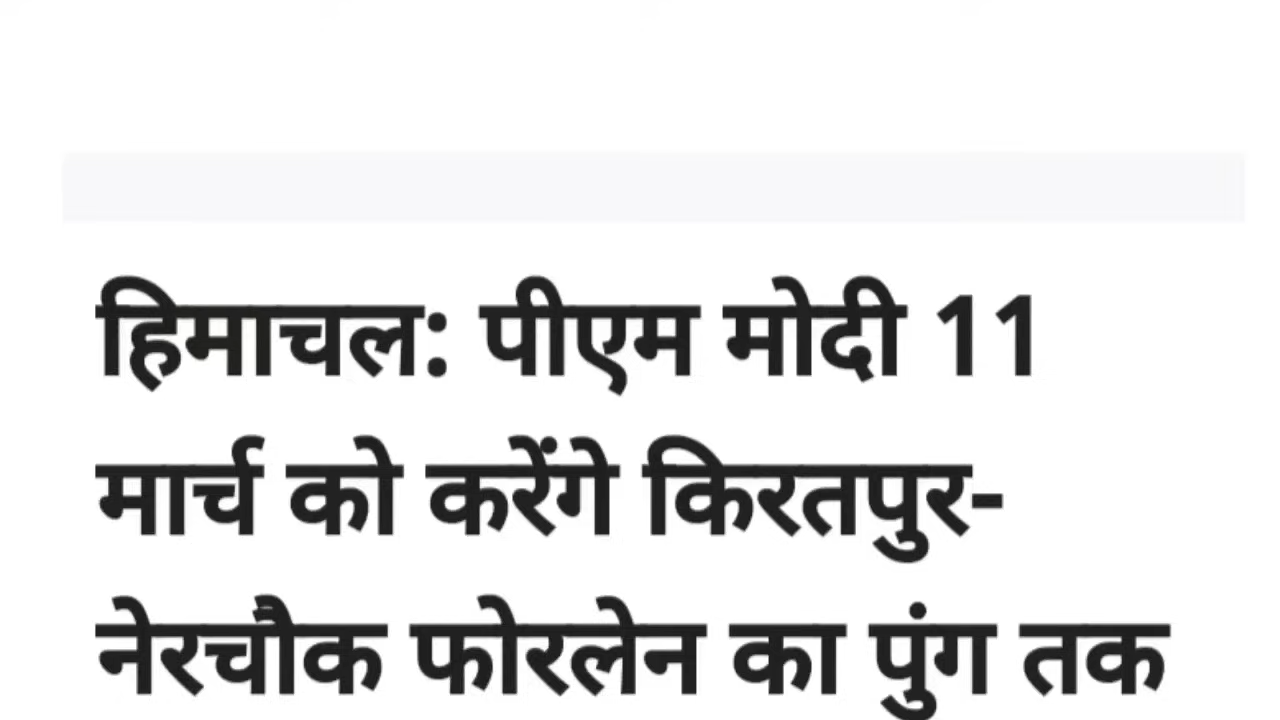 हिमाचल: पीएम मोदी 11
मार्च को करेंगे किरतपुर-
नेरचौक फोरलेन का पुंग तक